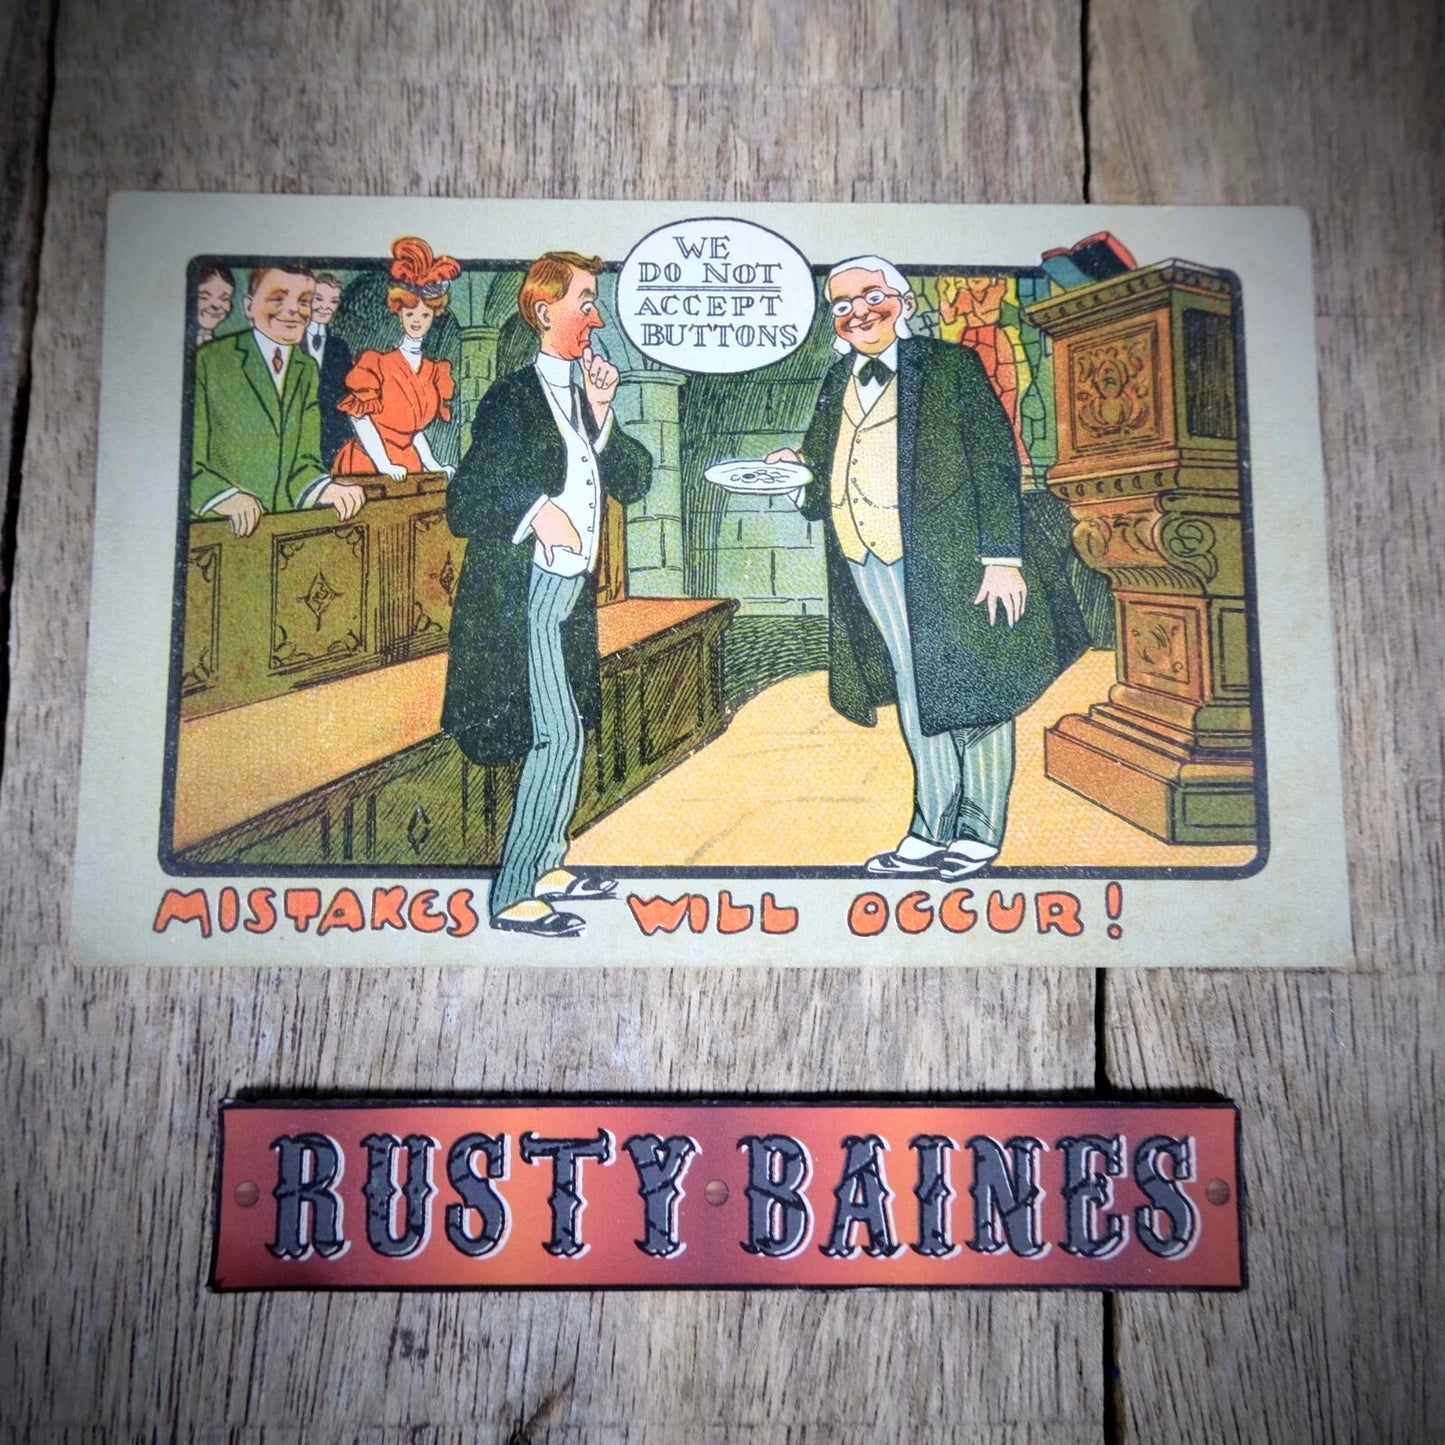 WE
DO NOT
ACCEPT
BUTTONS
MISTAKES WILL OCCUR!
RUSTY BAINES